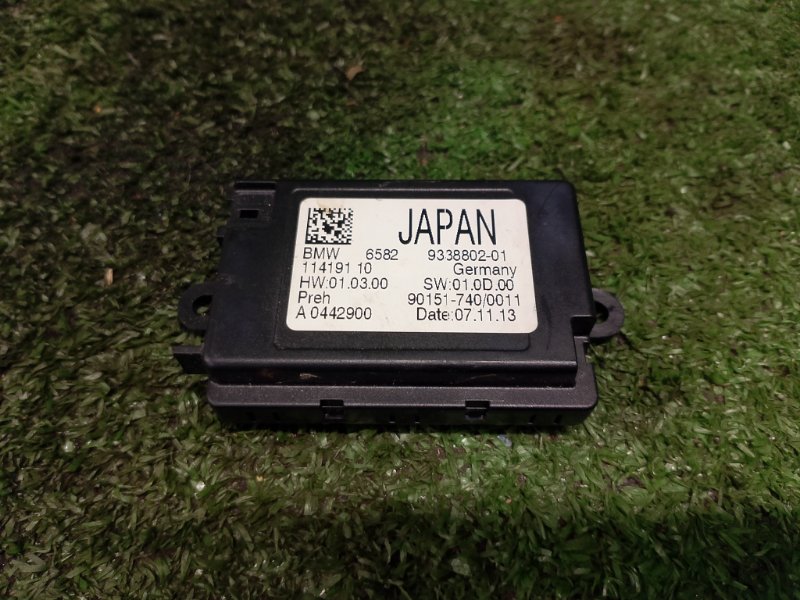 JAPAN
BMW 6582 9338802-01
114191 10 Germany
HW:01.03.00 SW:01.0D.00
Preh 90151-740/0011
A 0442900 Date:07.11.13